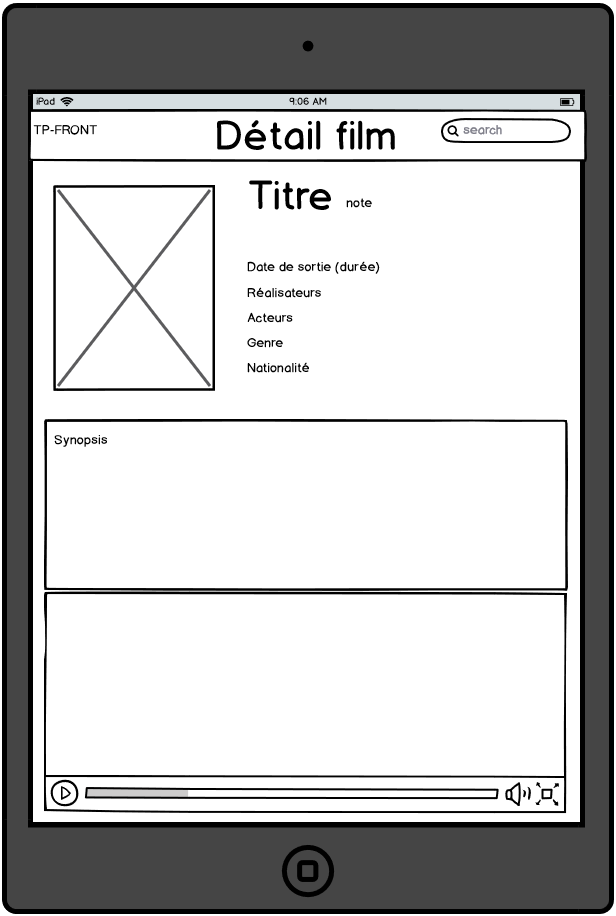 iPad 9:06 AM
TP-FRONT Détail film search
Titre note
Date de sortie (durée)
Réalisateurs
Acteurs
Genre
Nationalité
Synopsis